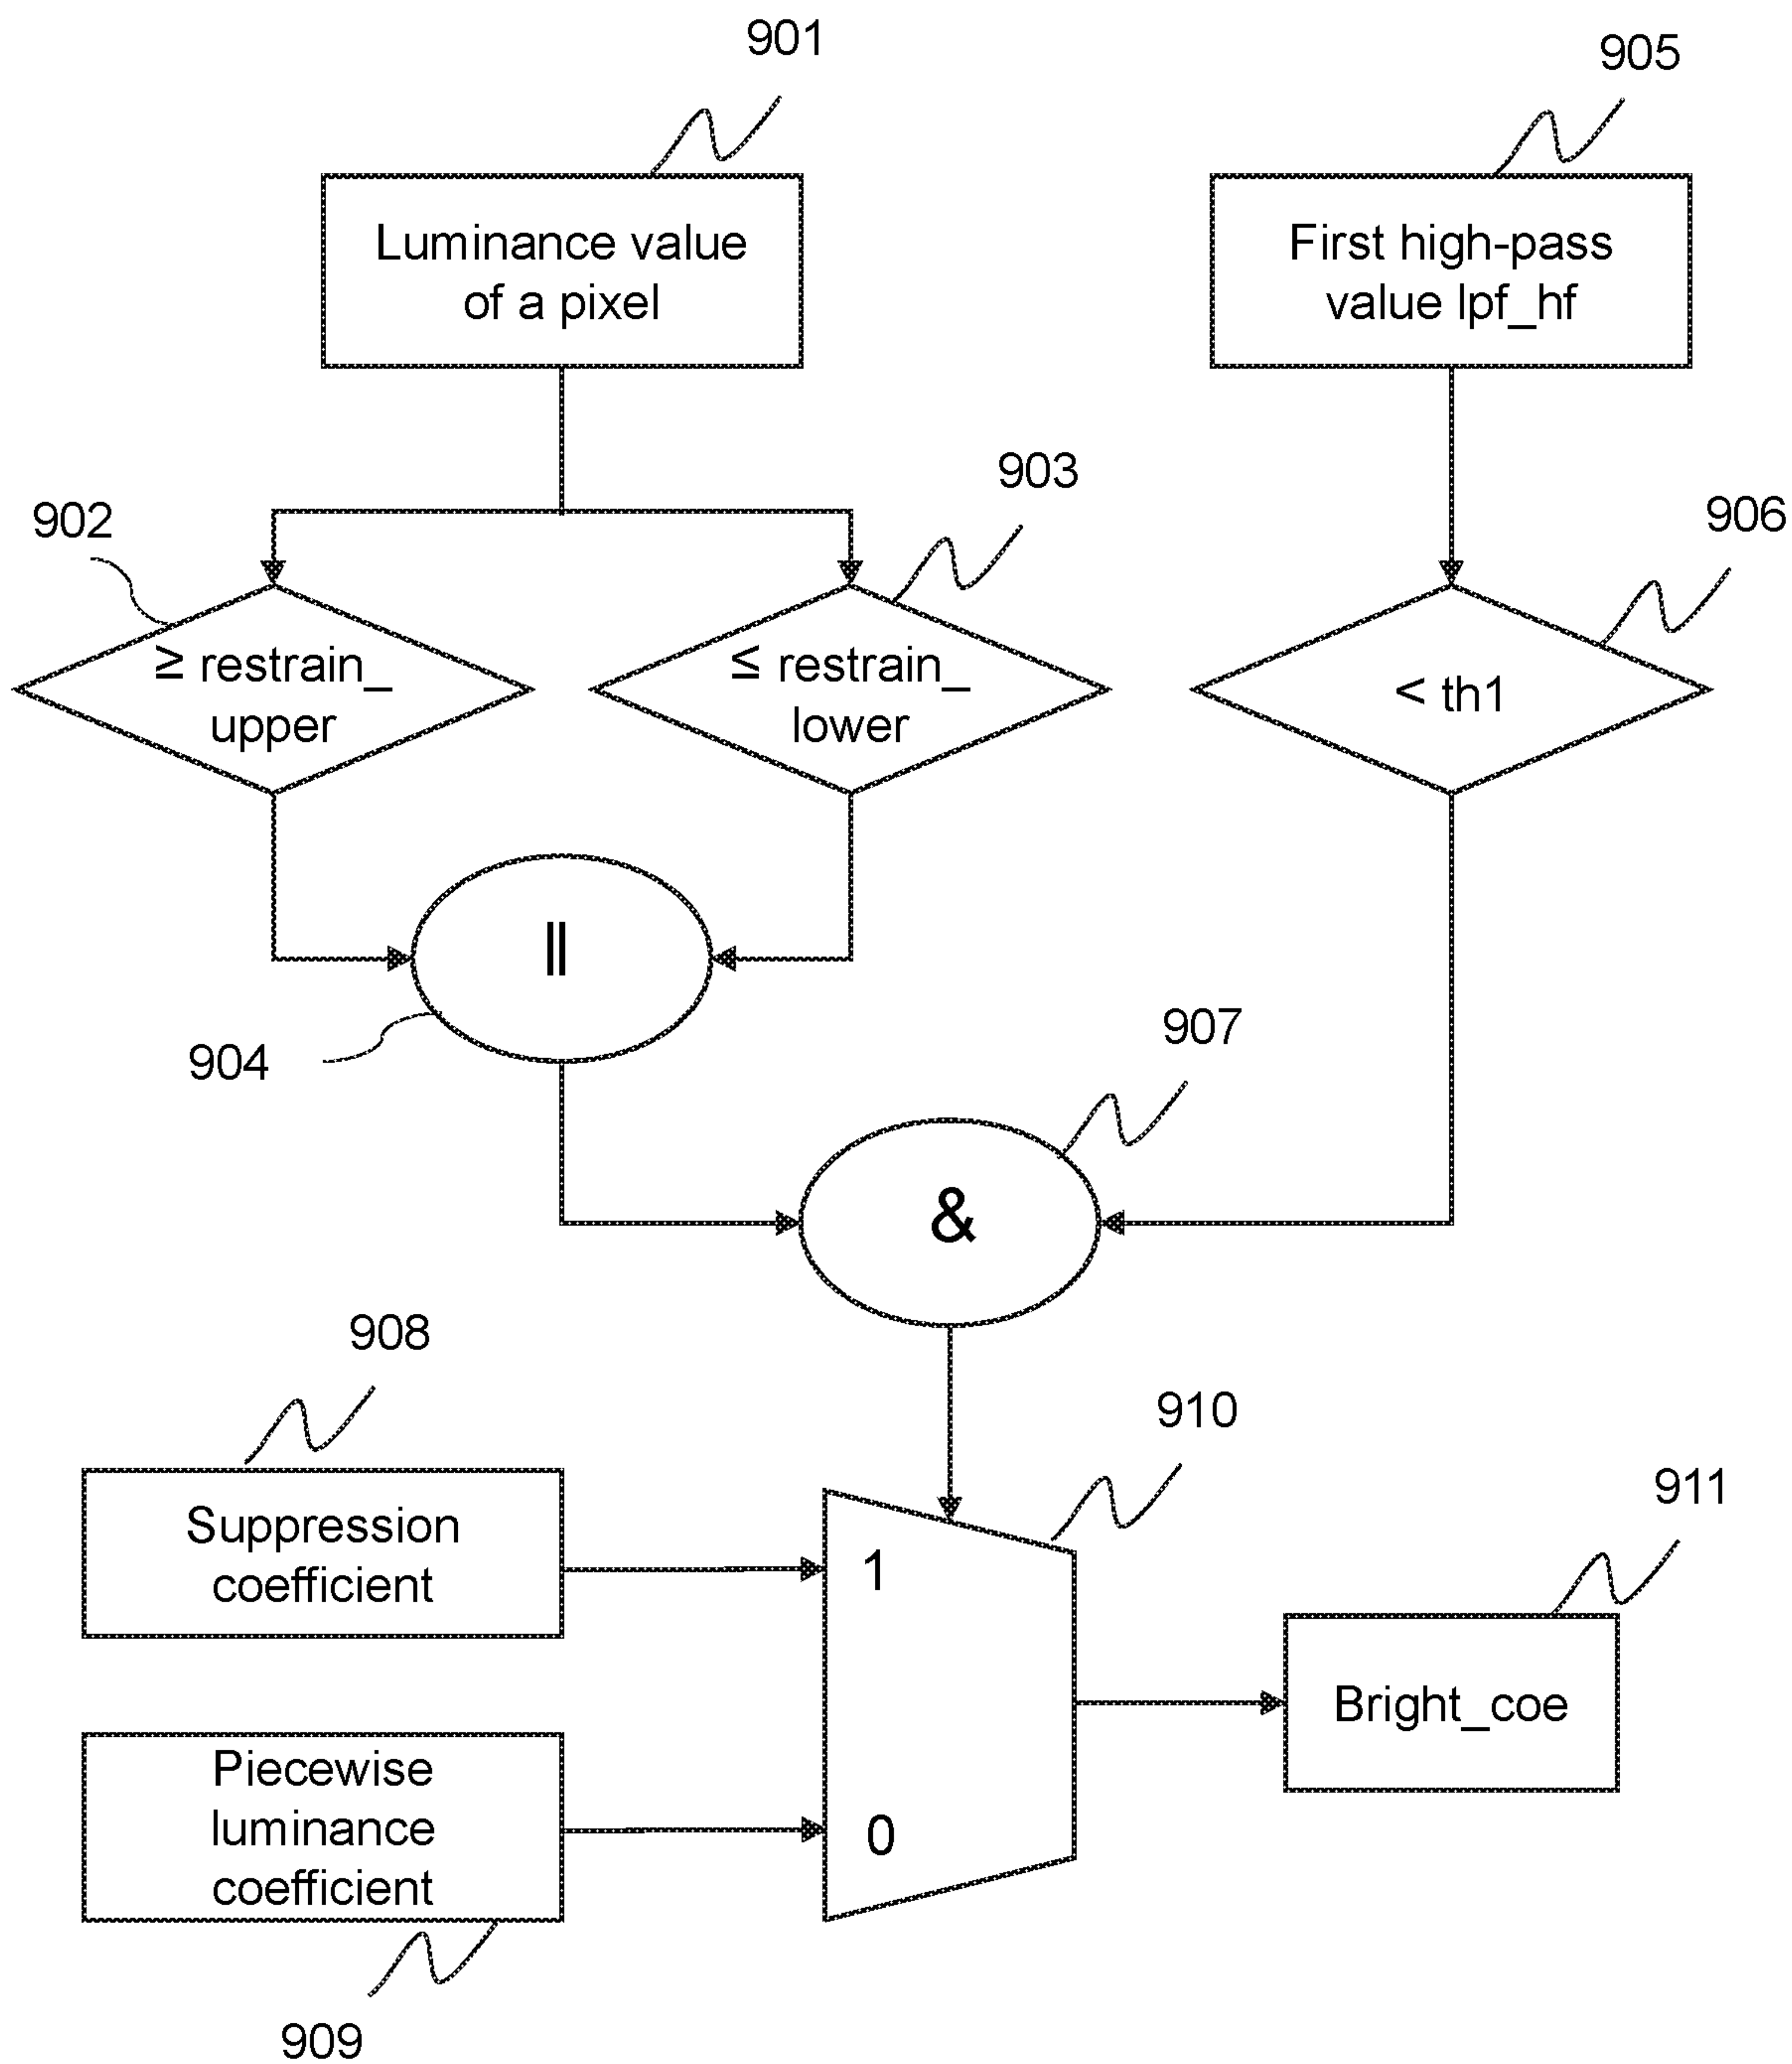 901
905
Luminance value
of a pixel
First high-pass
value lpf_hf
902
903
906
≥ restrain_
upper
≤ restrain_
lower
< th1
||
904
907
&
908
910
911
Suppression
coefficient
1
Bright_coe
Piecewise
luminance
coefficient
0
909